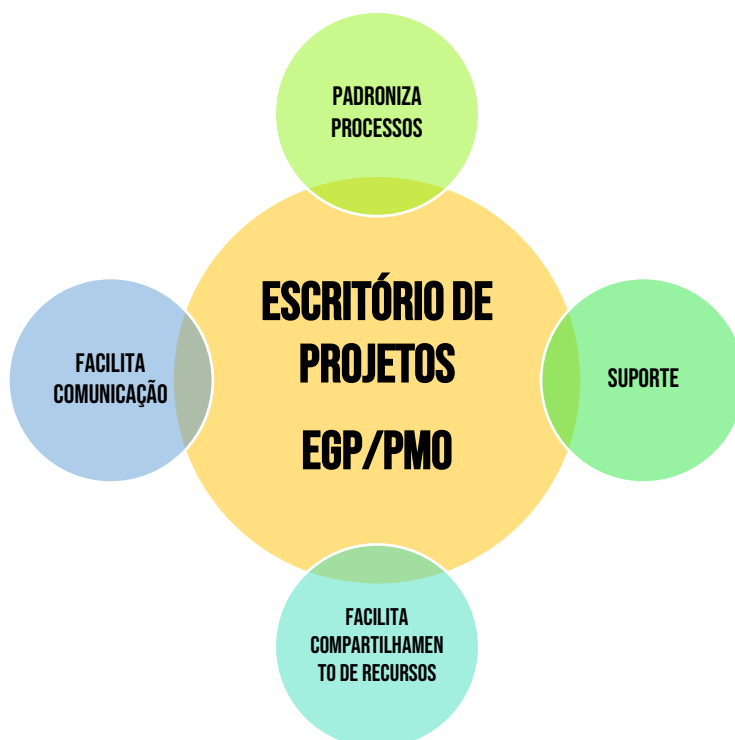 PADRONIZA
PROCESSOS
ESCRITÓRIO DE
PROJETOS
EGP/PMO
FACILITA
COMUNICAÇÃO
SUPORTE
FACILITA
COMPARTILHAMEN
TO DE RECURSOS